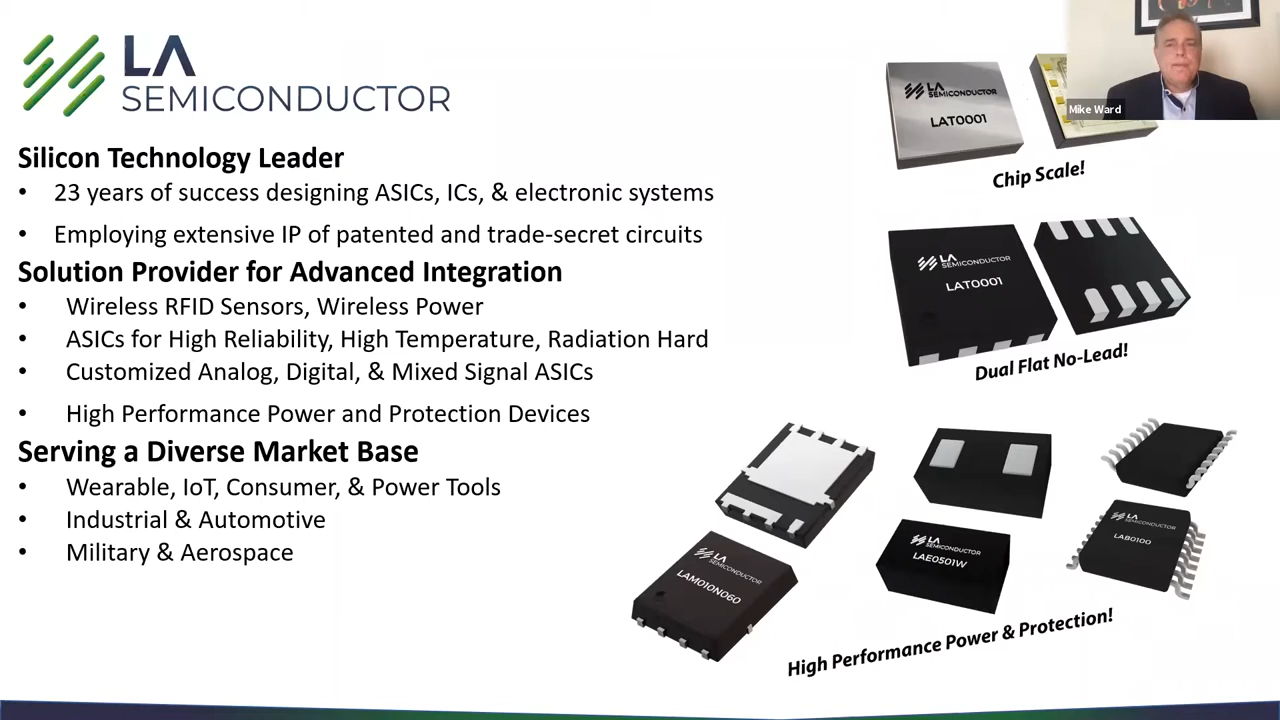 LA
SEMICONDUCTOR
Silicon Technology Leader
• 23 years of success designing ASICs, ICs, & electronic systems
• Employing extensive IP of patented and trade-secret circuits
Solution Provider for Advanced Integration
• Wireless RFID Sensors, Wireless Power
• ASICs for High Reliability, High Temperature, Radiation Hard
• Customized Analog, Digital, & Mixed Signal ASICs
• High Performance Power and Protection Devices
Serving a Diverse Market Base
• Wearable, IoT, Consumer, & Power Tools
• Industrial & Automotive
• Military & Aerospace
Mike Ward
LA
SEMICONDUCTOR
LAT0001
Chip Scale!
LA
SEMICONDUCTOR
LAT0001
Dual Flat No-Lead!
LA
SEMICONDUCTOR
LAM010N060
LA
SEMICONDUCTOR
LAE0501W
LA
SEMICONDUCTOR
LAB0100
High Performance Power & Protection!